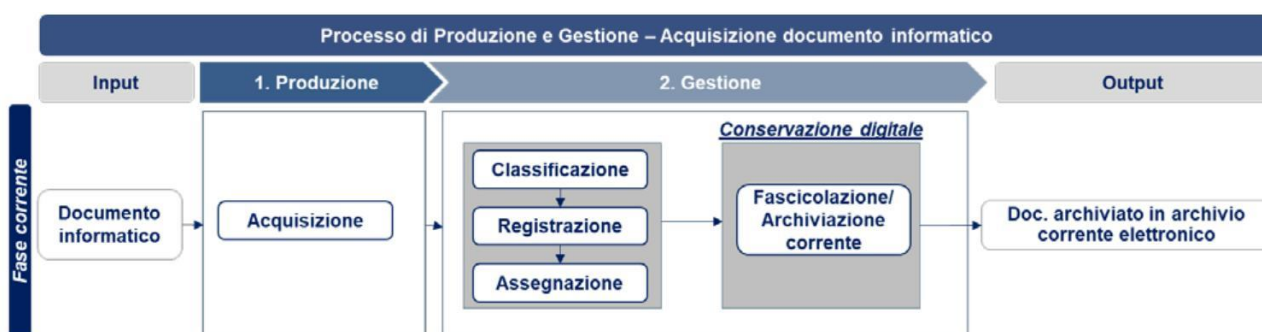 Processo di Produzione e Gestione – Acquisizione documento informatico
Input
1. Produzione
2. Gestione
Output
Fase corrente
Documento
informatico
Acquisizione
Classificazione
Registrazione
Assegnazione
Conservazione digitale
Fascicolazione/
Archiviazione
corrente
Doc. archiviato in archivio
corrente elettronico